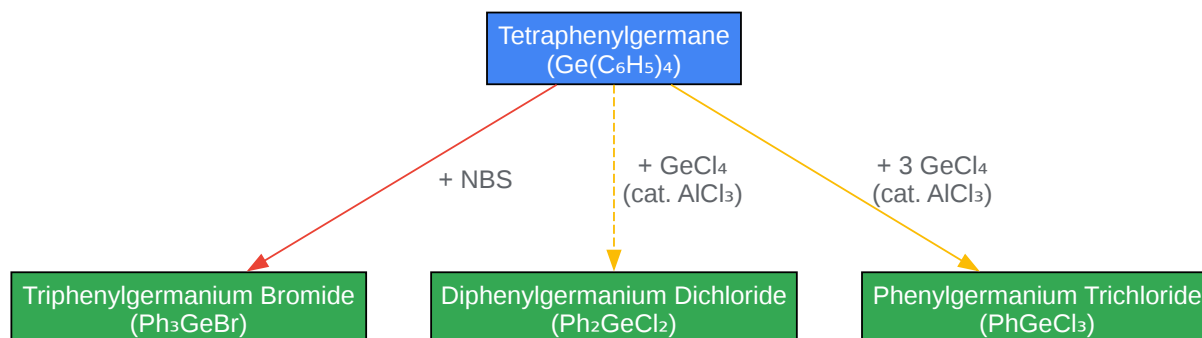 Tetraphenylgermane
(Ge(C₆H₅)₄)
+ NBS
+ GeCl₄
(cat. AlCl₃)
+ 3 GeCl₄
(cat. AlCl₃)
Triphenylgermanium Bromide
(Ph₃GeBr)
Diphenylgermanium Dichloride
(Ph₂GeCl₂)
Phenylgermanium Trichloride
(PhGeCl₃)